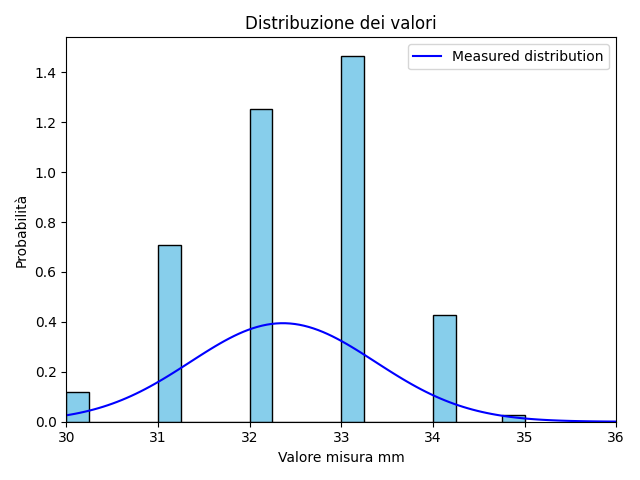 Distribuzione dei valori
Measured distribution
Probabilità
1.4
1.2
1.0
0.8
0.6
0.4
0.2
0.0
30 31 32 33 34 35 36
Valore misura mm